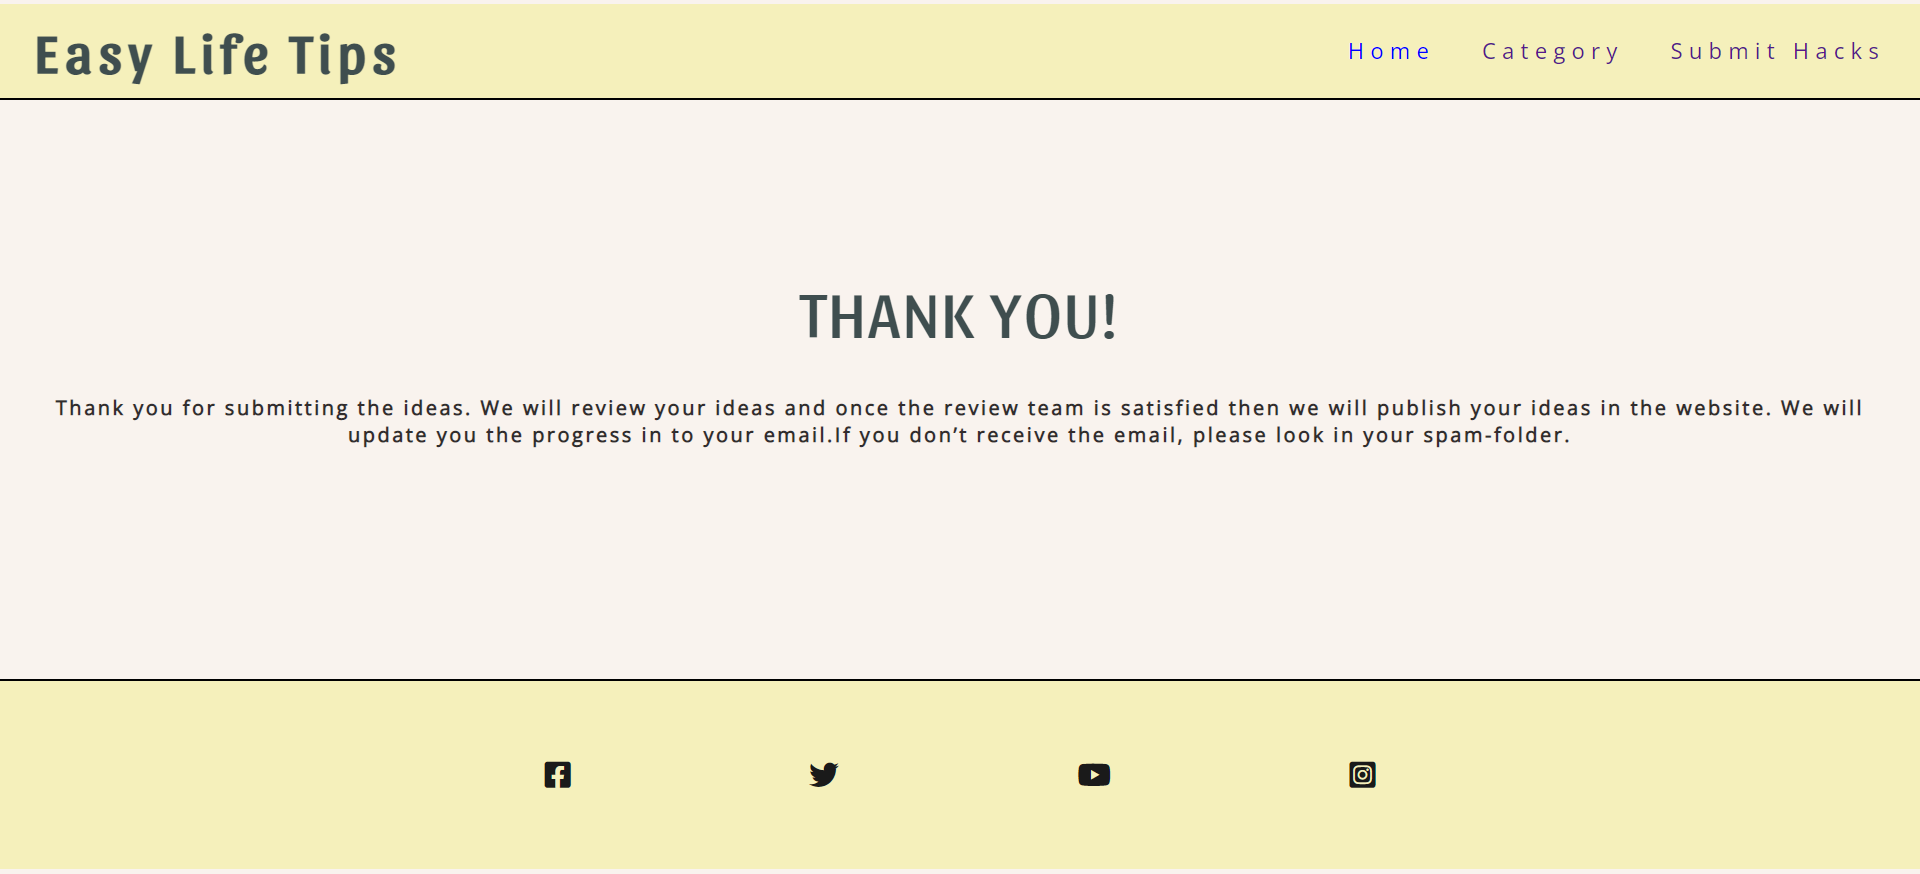 Easy Life Tips
Home Category Submit Hacks
THANK YOU!
Thank you for submitting the ideas. We will review your ideas and once the review team is satisfied then we will publish your ideas in the website. We will
update you the progress in to your email.If you don’t receive the email, please look in your spam-folder.